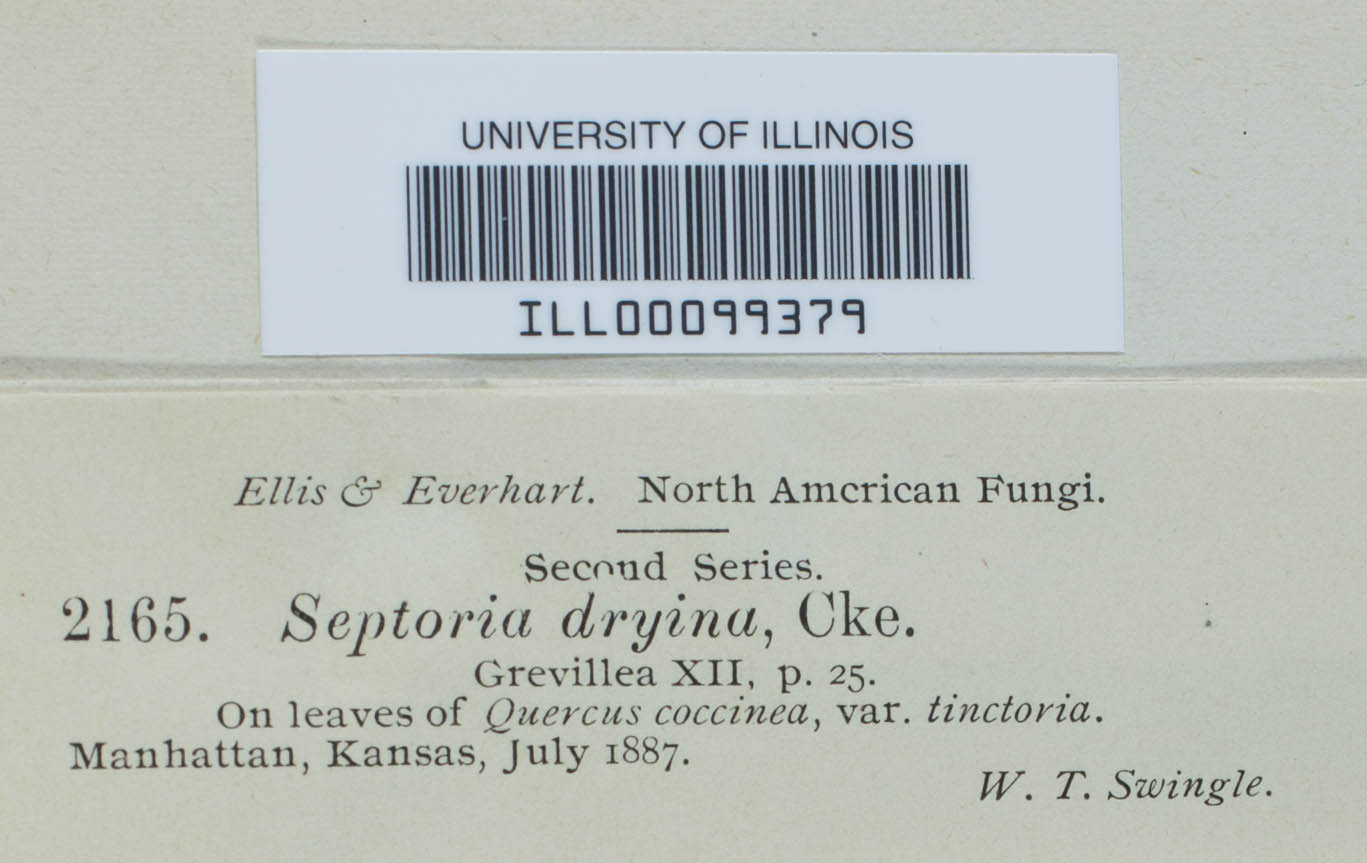 UNIVERSITY OF ILLINOIS
ILL00099379
Ellis & Everhart. North American Fungi.
Second Series.
2165. Septoria dryina, Cke.
Grevillea XII, p. 25.
On leaves of Quercus coccinea, var. tinctoria.
Manhattan, Kansas, July 1887.
W. T. Swingle.